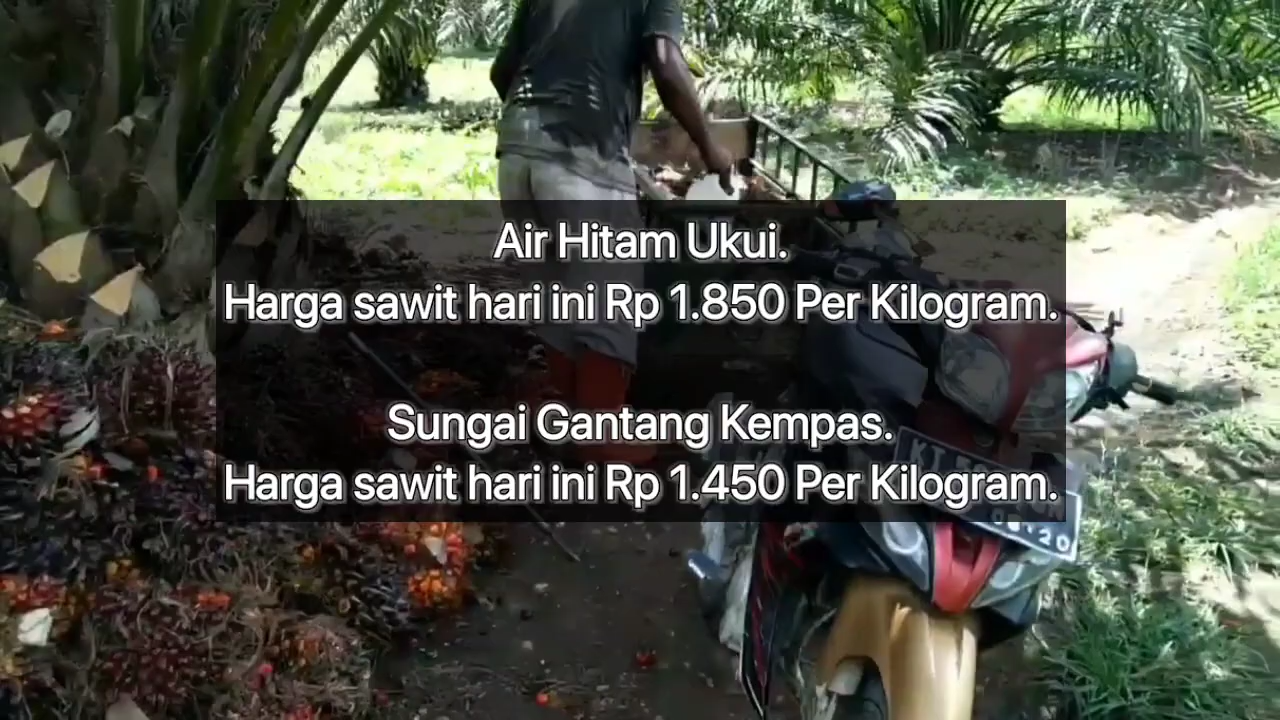 Air Hitam Ukui.
Harga sawit hari ini Rp 1.850 Per Kilogram.
Sungai Gantang Kempas.
Harga sawit hari ini Rp 1.450 Per Kilogram.
KT